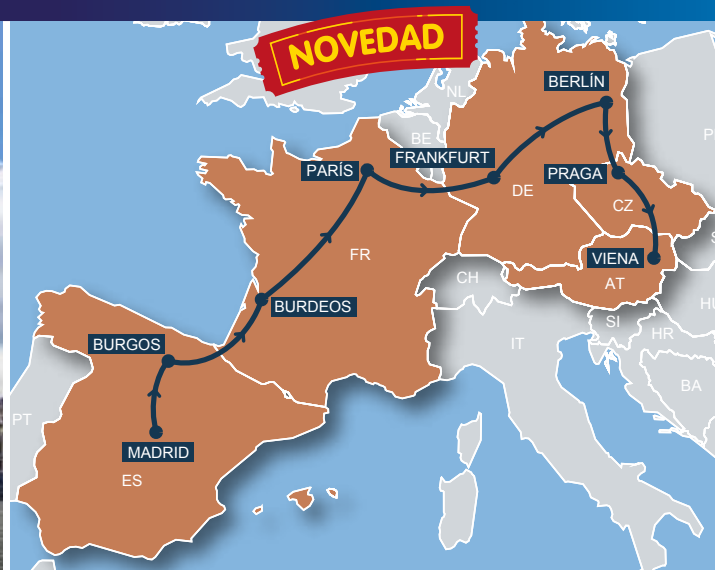 NOVEDAD
BERLÍN
NL
P
BE
FRANKFURT
PARÍS
PRAGA
DE
CZ
S
FR
VIENA
CH
AT
BURDEOS
HU
SI
HR
BURGOS
IT
BA
PT
MADRID
ES